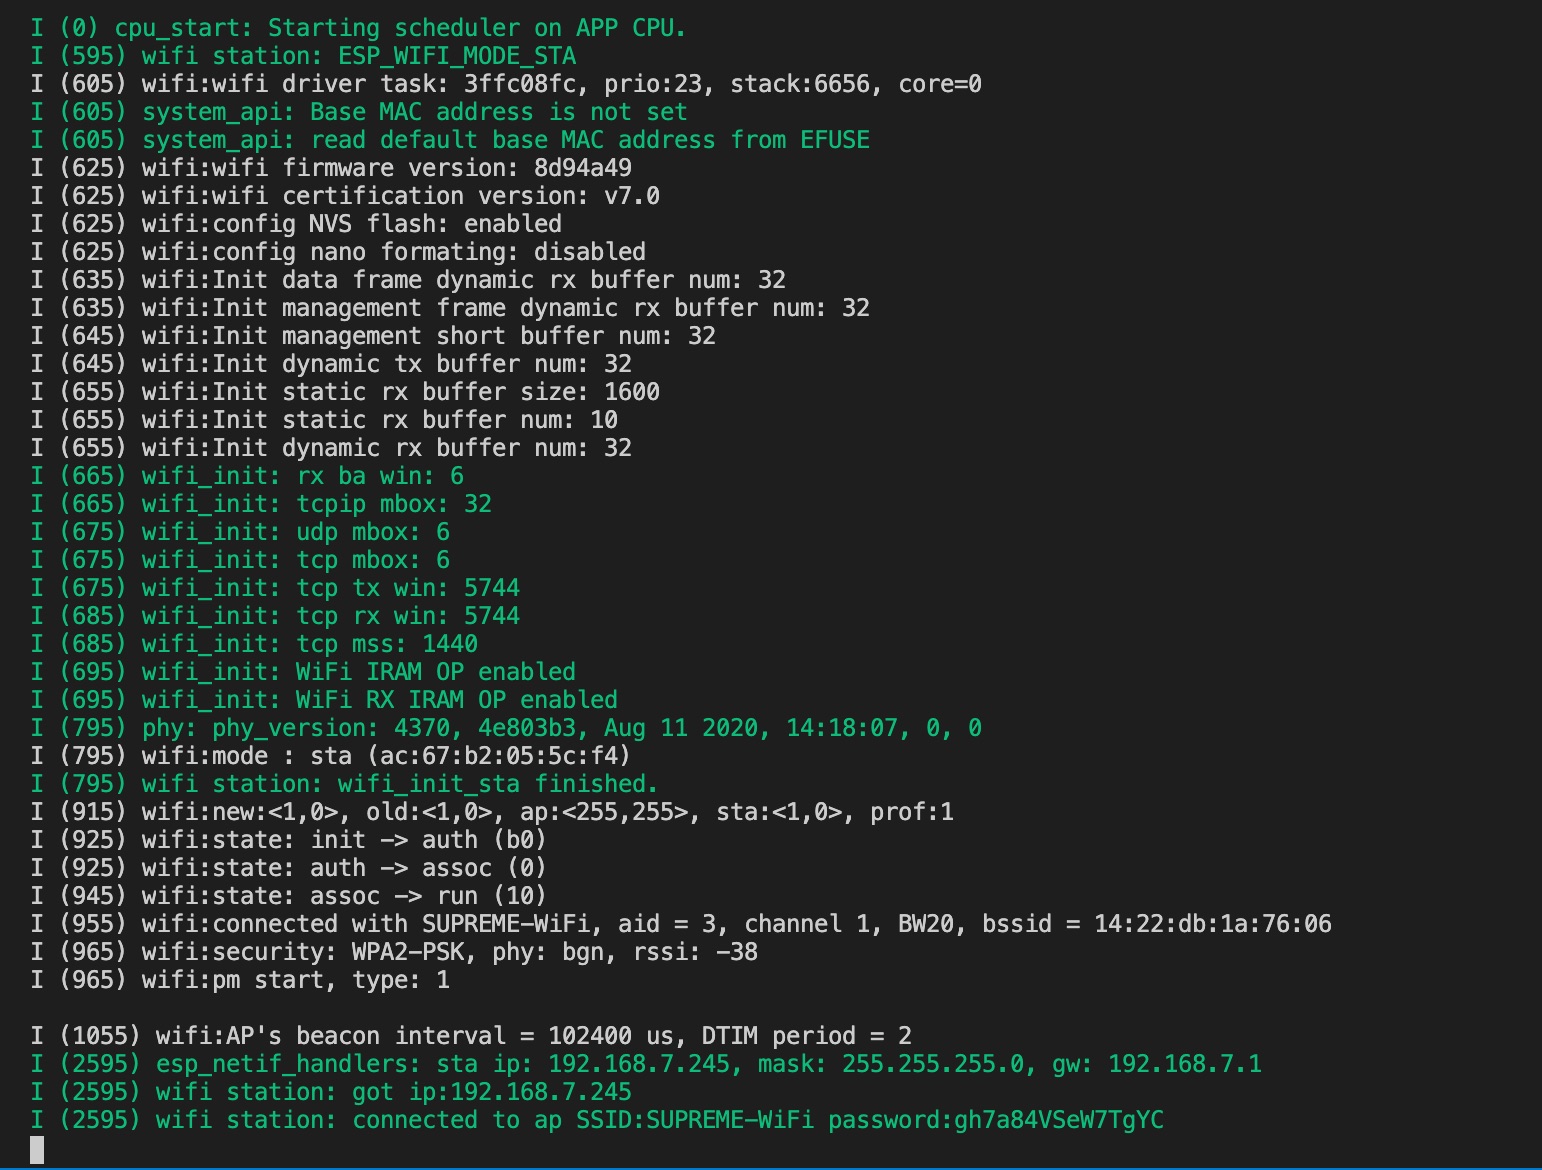 I (0) cpu_start: Starting scheduler on APP CPU.
I (595) wifi station: ESP_WIFI_MODE_STA
I (605) wifi:wifi driver task: 3ffc08fc, prio:23, stack:6656, core=0
I (605) system_api: Base MAC address is not set
I (605) system_api: read default base MAC address from EFUSE
I (625) wifi:wifi firmware version: 8d94a49
I (625) wifi:wifi certification version: v7.0
I (625) wifi:config NVS flash: enabled
I (625) wifi:config nano formating: disabled
I (635) wifi:Init data frame dynamic rx buffer num: 32
I (635) wifi:Init management frame dynamic rx buffer num: 32
I (645) wifi:Init management short buffer num: 32
I (645) wifi:Init dynamic tx buffer num: 32
I (655) wifi:Init static rx buffer size: 1600
I (655) wifi:Init static rx buffer num: 10
I (655) wifi:Init dynamic rx buffer num: 32
I (665) wifi_init: rx ba win: 6
I (665) wifi_init: tcpip mbox: 32
I (675) wifi_init: udp mbox: 6
I (675) wifi_init: tcp mbox: 6
I (675) wifi_init: tcp tx win: 5744
I (685) wifi_init: tcp rx win: 5744
I (685) wifi_init: tcp mss: 1440
I (695) wifi_init: WiFi IRAM OP enabled
I (695) wifi_init: WiFi RX IRAM OP enabled
I (795) phy: phy_version: 4370, 4e803b3, Aug 11 2020, 14:18:07, 0, 0
I (795) wifi:mode : sta (ac:67:b2:05:5c:f4)
I (795) wifi station: wifi_init_sta finished.
I (915) wifi:new:<1,0>, old:<1,0>, ap:<255,255>, sta:<1,0>, prof:1
I (925) wifi:state: init -> auth (b0)
I (925) wifi:state: auth -> assoc (0)
I (945) wifi:state: assoc -> run (10)
I (955) wifi:connected with SUPREME-WiFi, aid = 3, channel 1, BW20, bssid = 14:22:db:1a:76:06
I (965) wifi:security: WPA2-PSK, phy: bgn, rssi: -38
I (965) wifi:pm start, type: 1
I (1055) wifi:AP's beacon interval = 102400 us, DTIM period = 2
I (2595) esp_netif_handlers: sta ip: 192.168.7.245, mask: 255.255.255.0, gw: 192.168.7.1
I (2595) wifi station: got ip:192.168.7.245
I (2595) wifi station: connected to ap SSID:SUPREME-WiFi password:gh7a84VSeW7TgYC